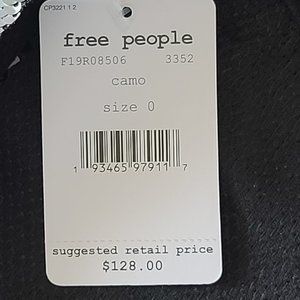 CP3221 1 2
free people
F19R08506 3352
camo
size 0
1 93465 97911 7
suggested retail price
$128.00